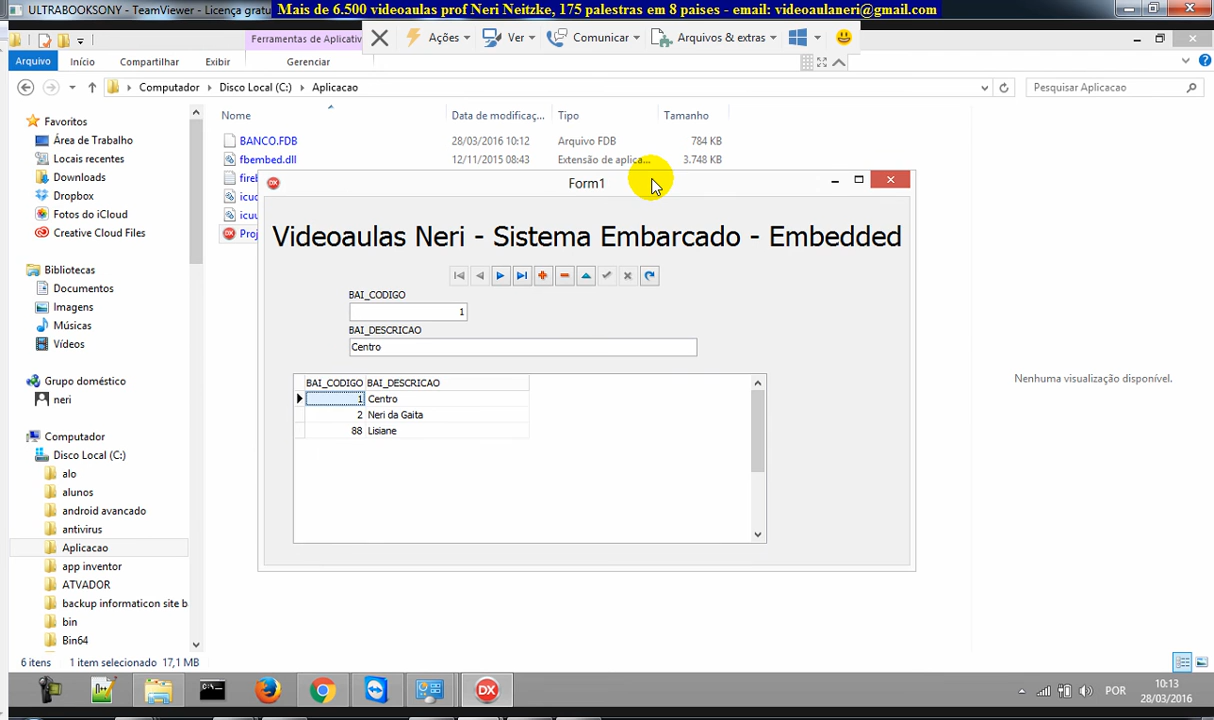 ULTRABOOKSONY - TeamViewer - Licença gratu
Mais de 6.500 videoaulas prof Neri Neitzke, 175 palestras em 8 paises - email: videoaulaneri@gmail.com
Ferramentas de Aplicativ
Ações
Ver
Comunicar
Arquivos & extras
Arquivo
Início
Compartilhar
Exibir
Gerenciar
Computador
Disco Local (C:)
Aplicacao
Pesquisar Aplicacao
Nome
Data de modificaç...
Tipo
Tamanho
BANCO.FDB
28/03/2016 10:12
Arquivo FDB
784 KB
fbembed.dll
12/11/2015 08:43
Extensão de aplica...
3.748 KB
fire
icu
icuu
Proj
Favoritos
Área de Trabalho
Locais recentes
Downloads
Dropbox
Fotos do iCloud
Creative Cloud Files
Bibliotecas
Documentos
Imagens
Músicas
Vídeos
Grupo doméstico
neri
Computador
Disco Local (C:)
alo
alunos
android avancado
antivirus
Aplicacao
app inventor
ATVADOR
backup informaticon site b
bin
Bin64
DX
Form1
Videoaulas Neri - Sistema Embarcado - Embedded
BAI_CODIGO
1
BAI_DESCRICAO
Centro
BAI_CODIGO BAI_DESCRICAO
1 Centro
2 Neri da Gaita
88 Lisiane
Nenhuma visualização disponível.
6 itens
1 item selecionado 17,1 MB
DX
POR
10:13
28/03/2016